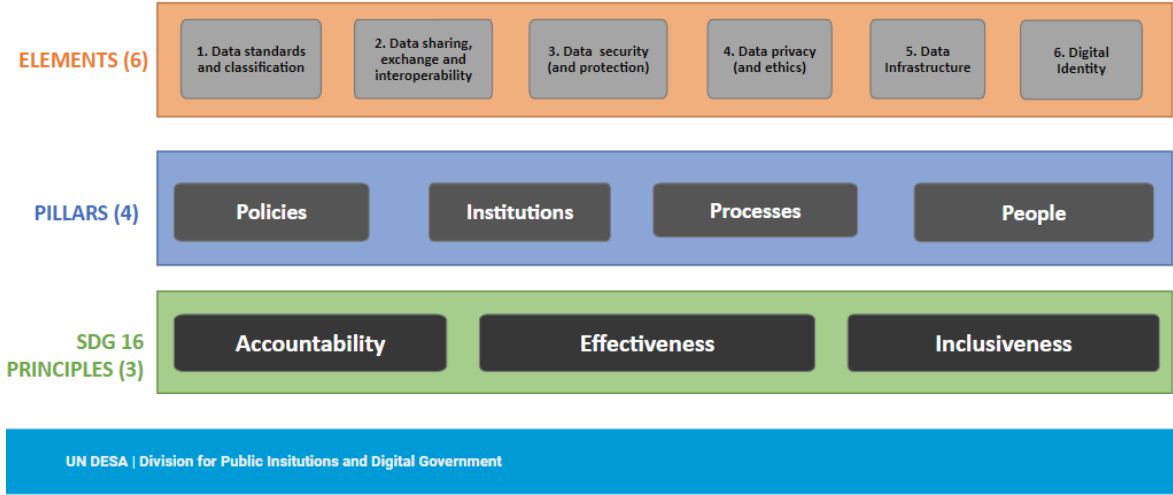 ELEMENTS (6)
1. Data standards
and classification
2. Data sharing,
exchange and
interoperability
3. Data security
(and protection)
4. Data privacy
(and ethics)
5. Data
Infrastructure
6. Digital
Identity
PILLARS (4)
Policies
Institutions
Processes
People
SDG 16
PRINCIPLES (3)
Accountability
Effectiveness
Inclusiveness
UN DESA | Division for Public Insitutions and Digital Government